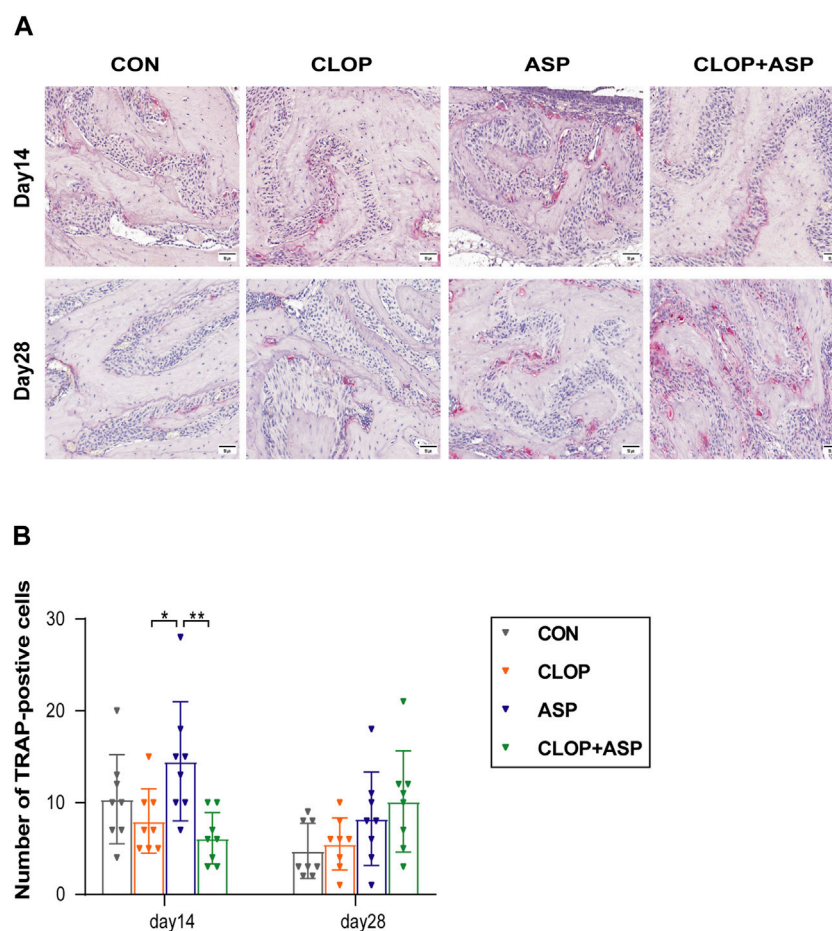 A
CON CLOP ASP CLOP+ASP
Day14
Day28
B
Number of TRAP-postive cells
30
20
10
0
* **
day14 day28
CON
CLOP
ASP
CLOP+ASP